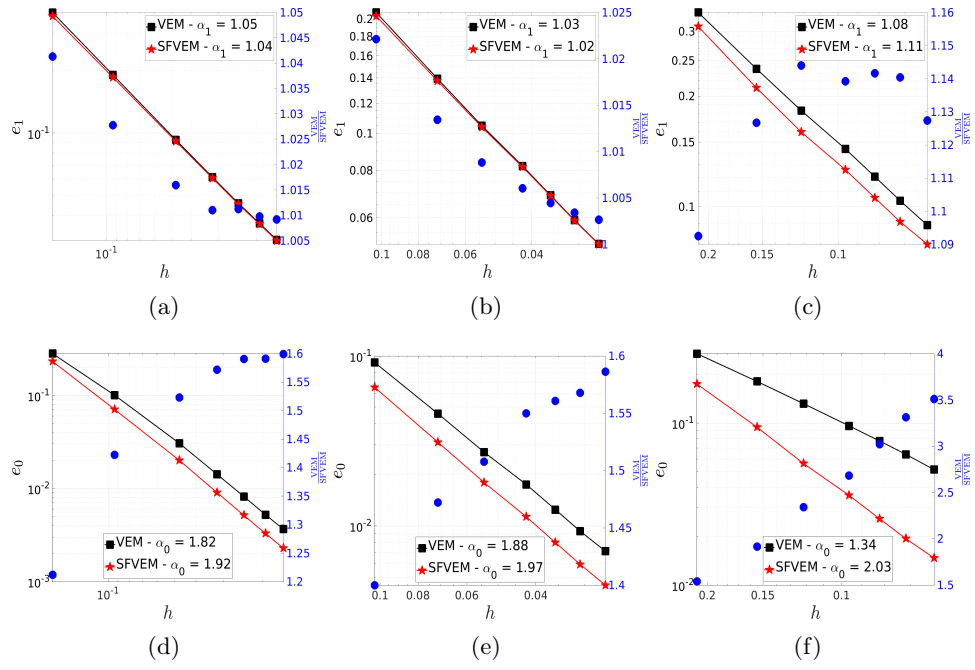 VEM - α₁ = 1.05
SFVEM - α₁ = 1.04
e₁
10⁻¹
10⁻¹
h
1.05
1.045
1.04
1.035
1.03
1.025
1.02
1.015
1.01
1.005
VEM
SFVEM
(a)
VEM - α₁ = 1.03
SFVEM - α₁ = 1.02
e₁
0.2
0.18
0.16
0.14
0.12
0.1
0.08
0.06
0.1
0.08
0.06
0.04
h
1.025
1.02
1.015
1.01
1.005
1
VEM
SFVEM
(b)
VEM - α₁ = 1.08
SFVEM - α₁ = 1.11
e₁
0.3
0.25
0.2
0.15
0.1
0.2
0.15
0.1
h
1.16
1.15
1.14
1.13
1.12
1.11
1.1
1.09
VEM
SFVEM
(c)
VEM - α₀ = 1.82
SFVEM - α₀ = 1.92
e₀
10⁻¹
10⁻²
10⁻³
10⁻¹
h
1.6
1.55
1.5
1.45
1.4
1.35
1.3
1.25
1.2
VEM
SFVEM
(d)
VEM - α₀ = 1.88
SFVEM - α₀ = 1.97
e₀
10⁻¹
10⁻²
0.1
0.08
0.06
0.04
h
1.6
1.55
1.5
1.45
1.4
VEM
SFVEM
(e)
VEM - α₀ = 1.34
SFVEM - α₀ = 2.03
e₀
10⁻¹
10⁻²
0.2
0.15
0.1
h
4
3.5
3
2.5
2
1.5
VEM
SFVEM
(f)